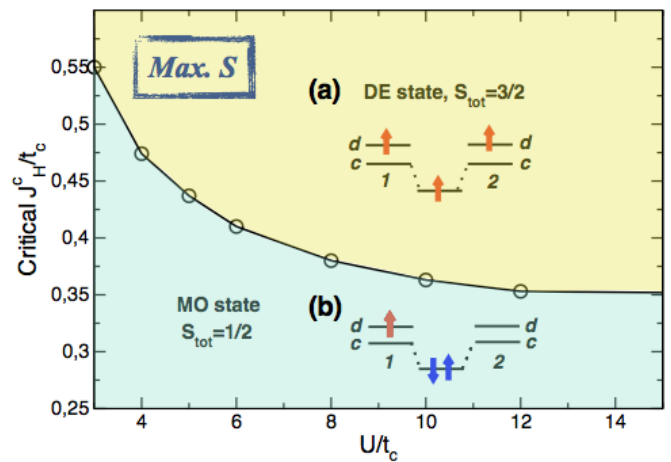 Max. S
(a) DE state, S_tot=3/2
d d
c c
1 2
MO state
S_tot=1/2
(b)
d d
c c
1 2
0,55
0,5
0,45
0,4
0,35
0,3
0,25
Critical J^c_H/t_c
4 6 8 10 12 14
U/t_c